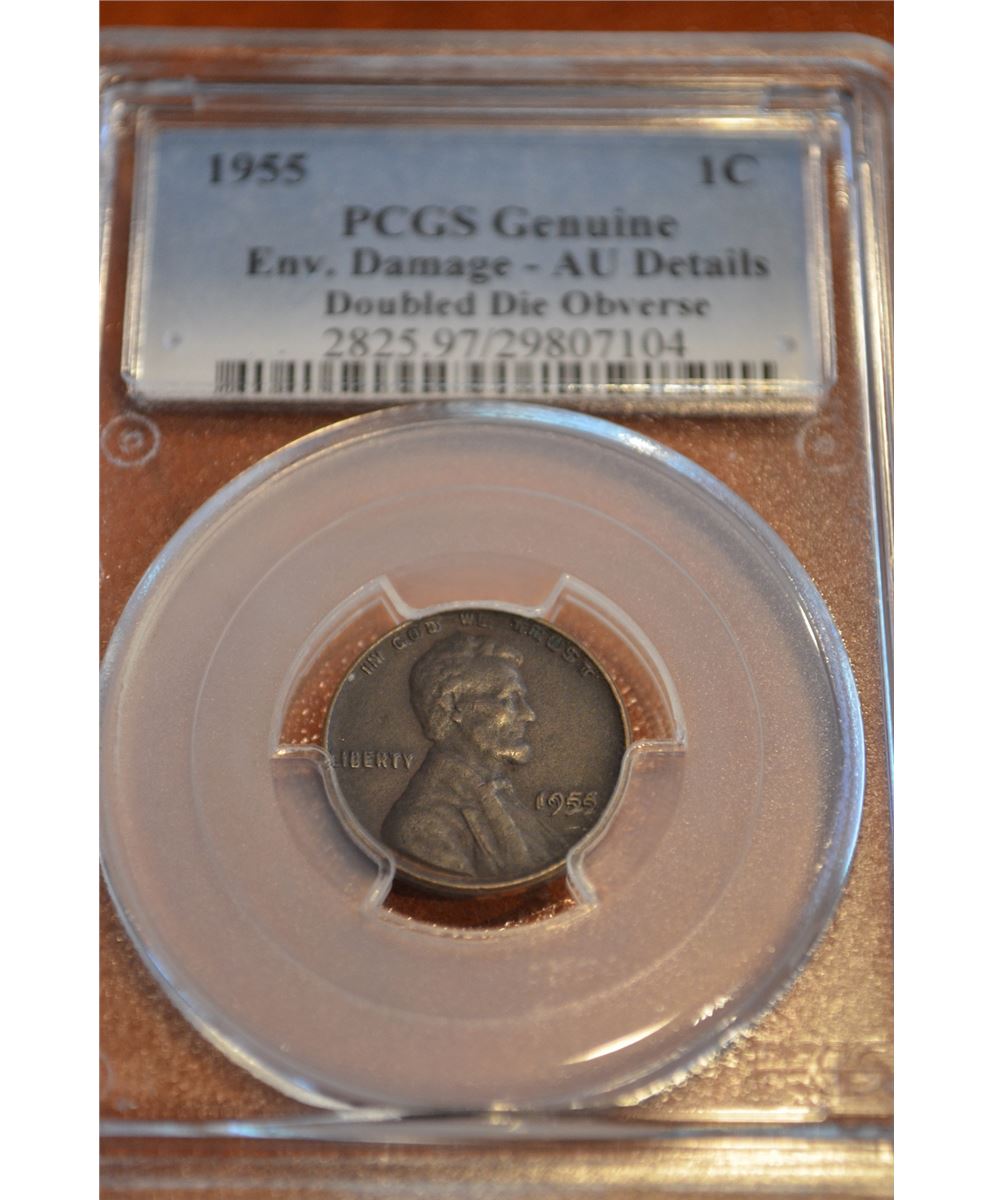 1955 1C
PCGS Genuine
Env. Damage - AU Details
Doubled Die Obverse
2825.97/29807104
IN GOD WE TRUST
LIBERTY
1955